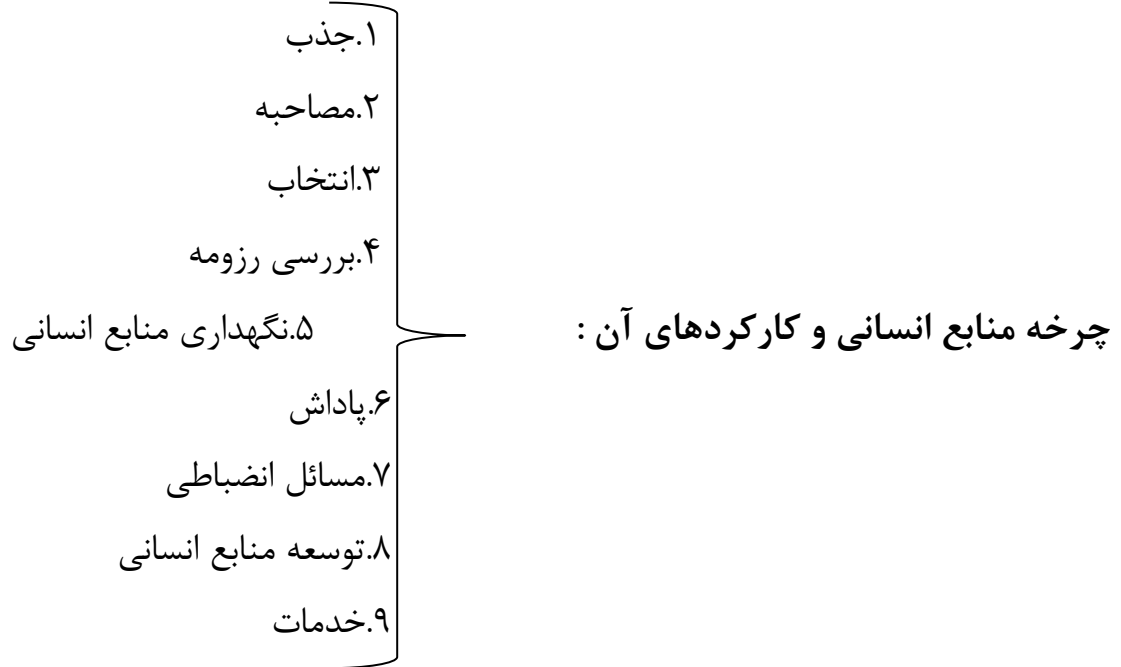 چرخه منابع انسانی و کارکردهای آن :
۱.جذب
۲.مصاحبه
۳.انتخاب
۴.بررسی رزومه
۵.نگهداری منابع انسانی
۶.پاداش
۷.مسائل انضباطی
۸.توسعه منابع انسانی
۹.خدمات